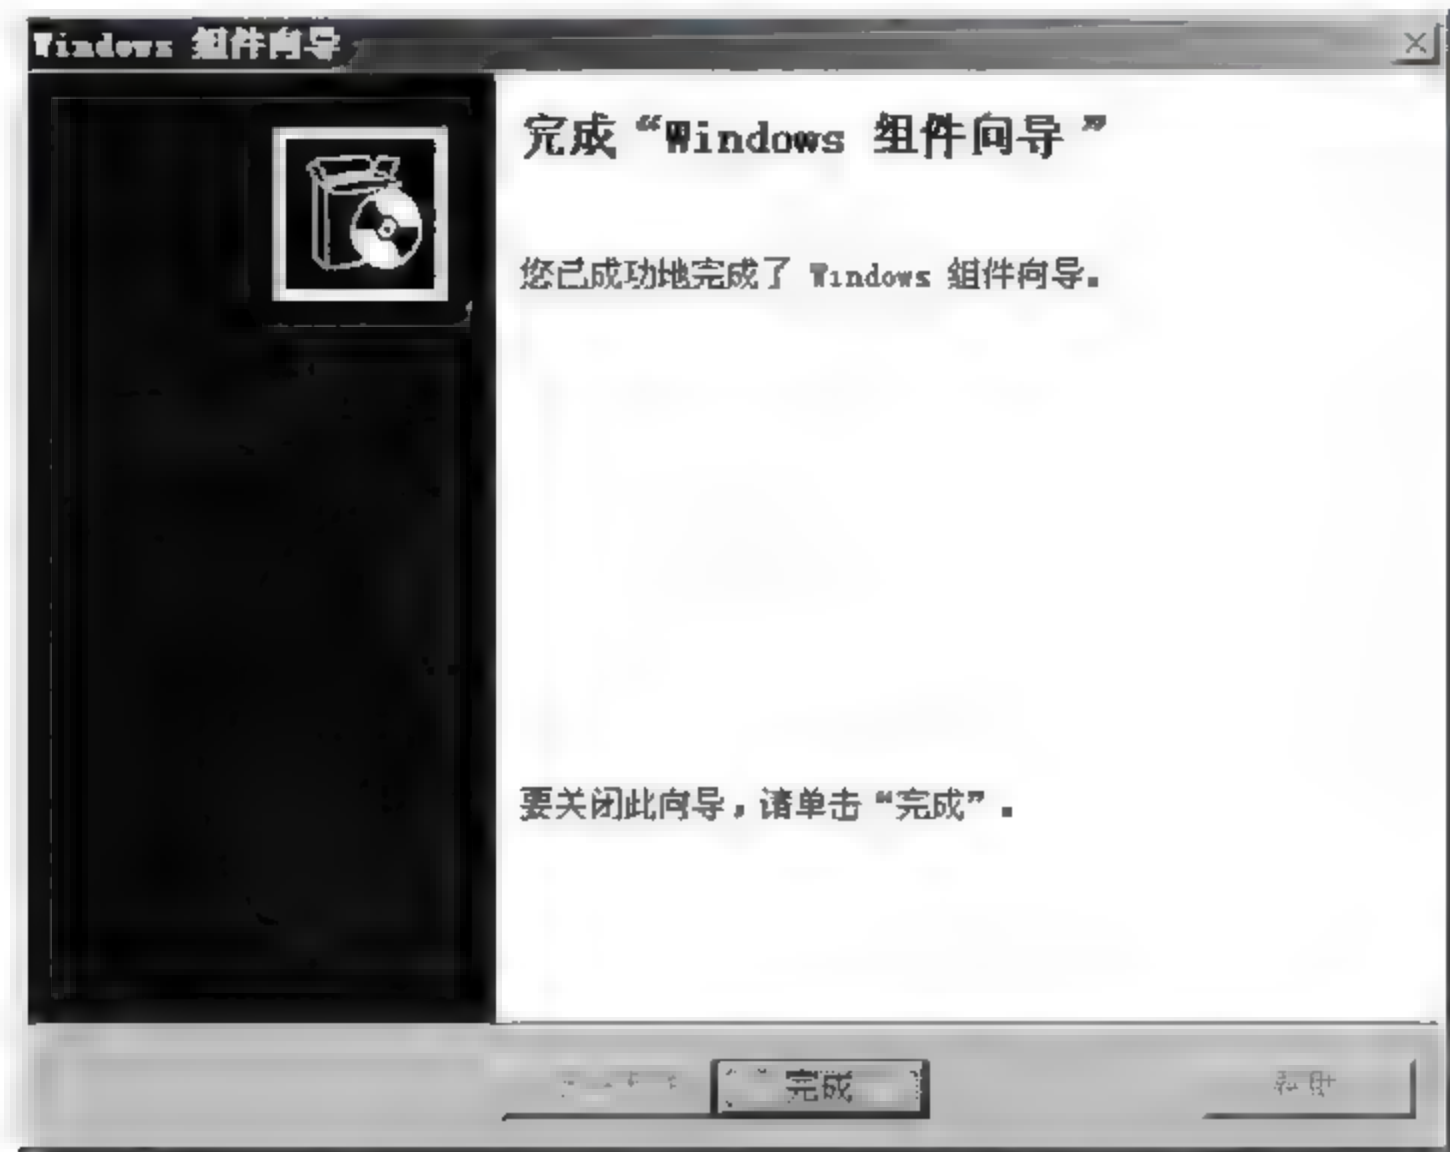 Windows 组件向导
完成“Windows 组件向导”
您已成功地完成了 Windows 组件向导。
要关闭此向导，请单击“完成”。
完成